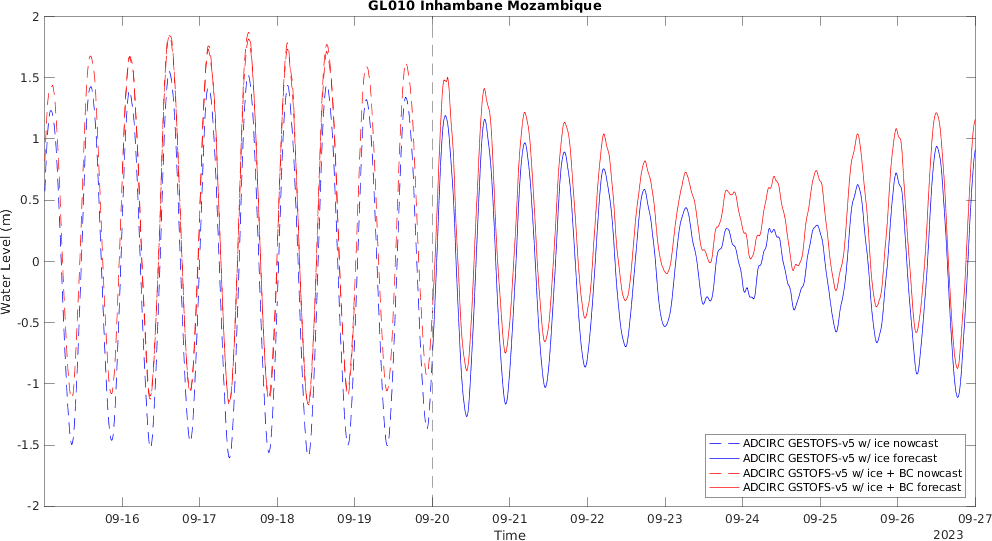 GL010 Inhambane Mozambique
Water Level (m)
2
1.5
1
0.5
0
-0.5
-1
-1.5
-2
ADCIRC GESTOFS-v5 w/ ice nowcast
ADCIRC GESTOFS-v5 w/ ice forecast
ADCIRC GSTOFS-v5 w/ ice + BC nowcast
ADCIRC GSTOFS-v5 w/ ice + BC forecast
09-16 09-17 09-18 09-19 09-20 09-21 09-22 09-23 09-24 09-25 09-26 09-27
Time
2023